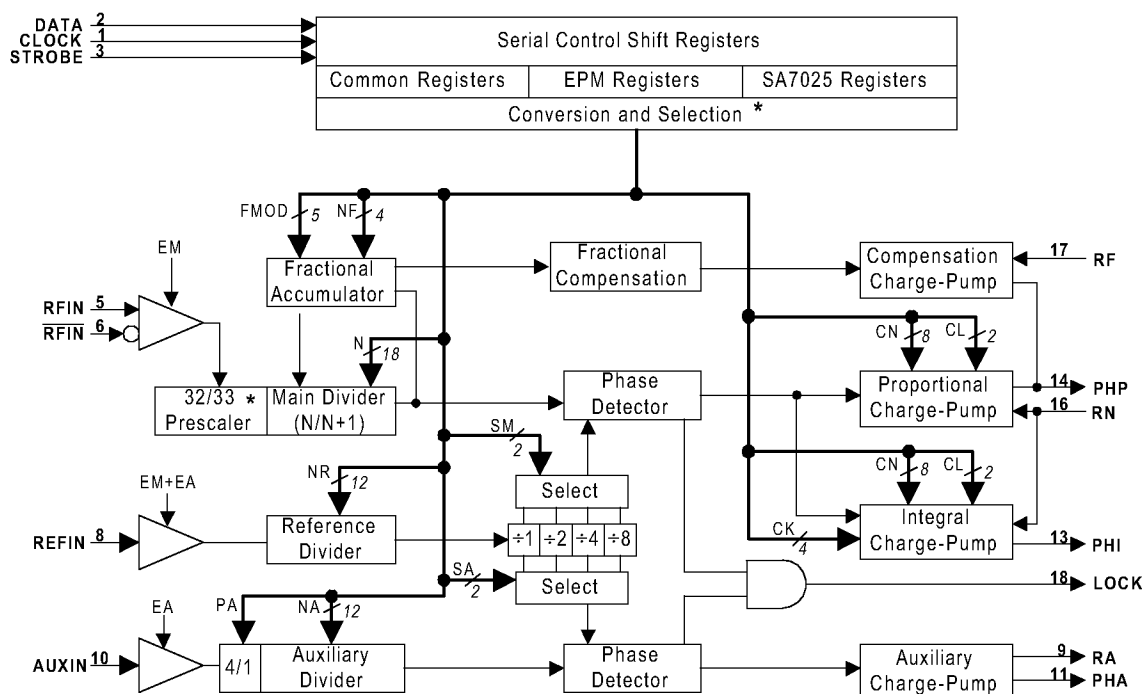 DATA 2
CLOCK 1
STROBE 3
Serial Control Shift Registers
Common Registers EPM Registers SA7025 Registers
Conversion and Selection *
FMOD 5 NF 4
EM
Fractional
Accumulator
Fractional
Compensation
Compensation
Charge-Pump
17 RF
RFIN 5
RFIN 6
N 18
CN 8 CL 2
32/33 *
Prescaler
Main Divider
(N/N+1)
Phase
Detector
Proportional
Charge-Pump
14 PHP
16 RN
SM 2
EM+EA
NR 12
CN 8 CL 2
Select
REFIN 8
Reference
Divider
÷1 ÷2 ÷4 ÷8
CK 4
Integral
Charge-Pump
13 PHI
SA 2
Select
18 LOCK
EA
PA NA 12
AUXIN 10
4/1
Auxiliary
Divider
Phase
Detector
Auxiliary
Charge-Pump
9 RA
11 PHA